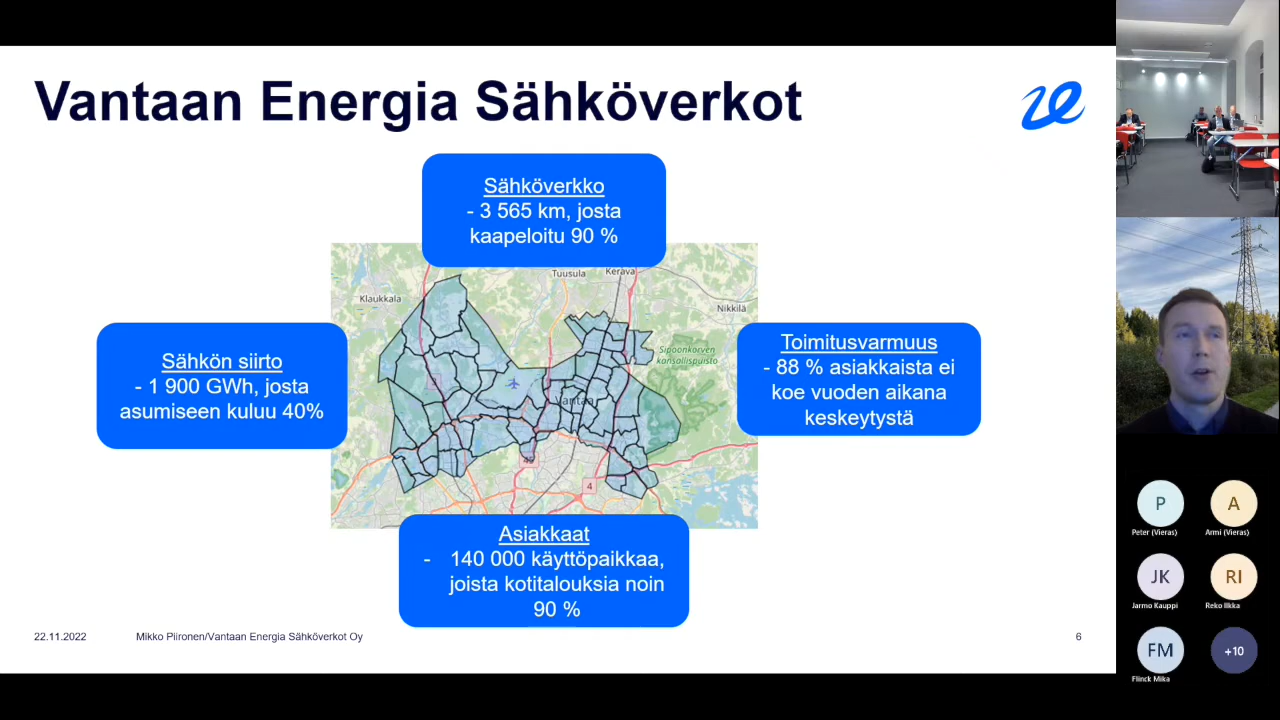 Vantaan Energia Sähköverkot
Sähköverkko
- 3 565 km, josta
kaapeloitu 90 %
Tuusula
Kerava
Klaukkala
Nikkilä
Sipoonkorven
kansallispuisto
Vantaa
4
Sähkön siirto
- 1 900 GWh, josta
asumiseen kuluu 40%
Toimitusvarmuus
- 88 % asiakkaista ei
koe vuoden aikana
keskeytystä
Asiakkaat
- 140 000 käyttöpaikkaa,
joista kotitalouksia noin
90 %
22.11.2022
Mikko Piironen/Vantaan Energia Sähköverkot Oy
6
P
Peter (Vieras)
A
Armi (Vieras)
JK
Jarmo Kauppi
RI
Reko Ilkka
FM
Flinck Mika
+10